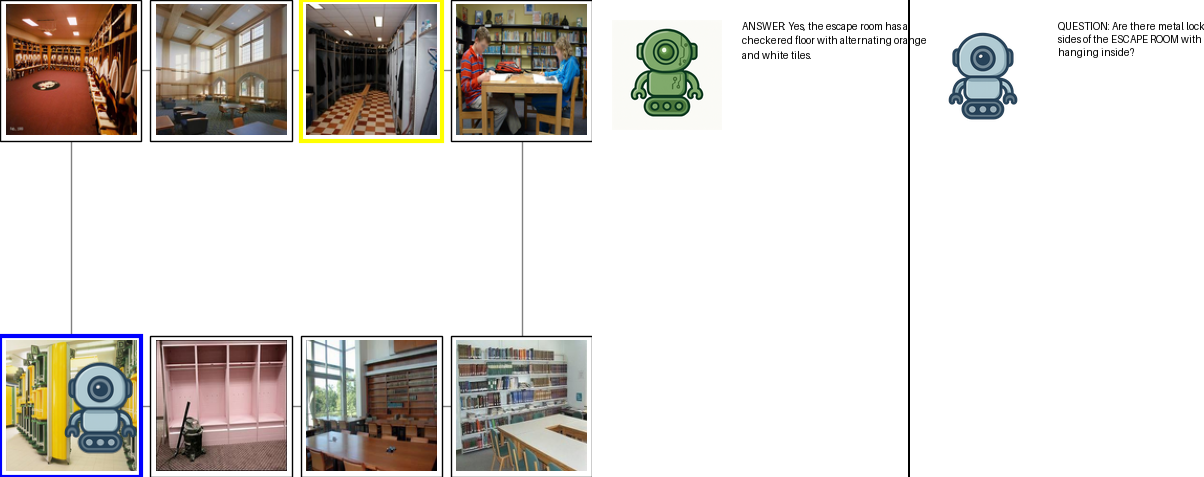 ANSWER: Yes, the escape room has a
checkered floor with alternating orange
and white tiles.
QUESTION: Are there metal lock
sides of the ESCAPE ROOM with
hanging inside?